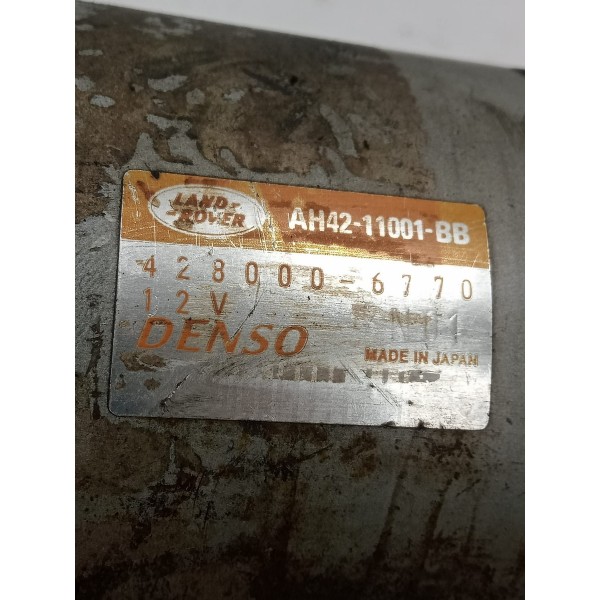 LAND-
-ROVER
AH42-11001-BB
428000-6770
12V
DENSO
MADE IN JAPAN